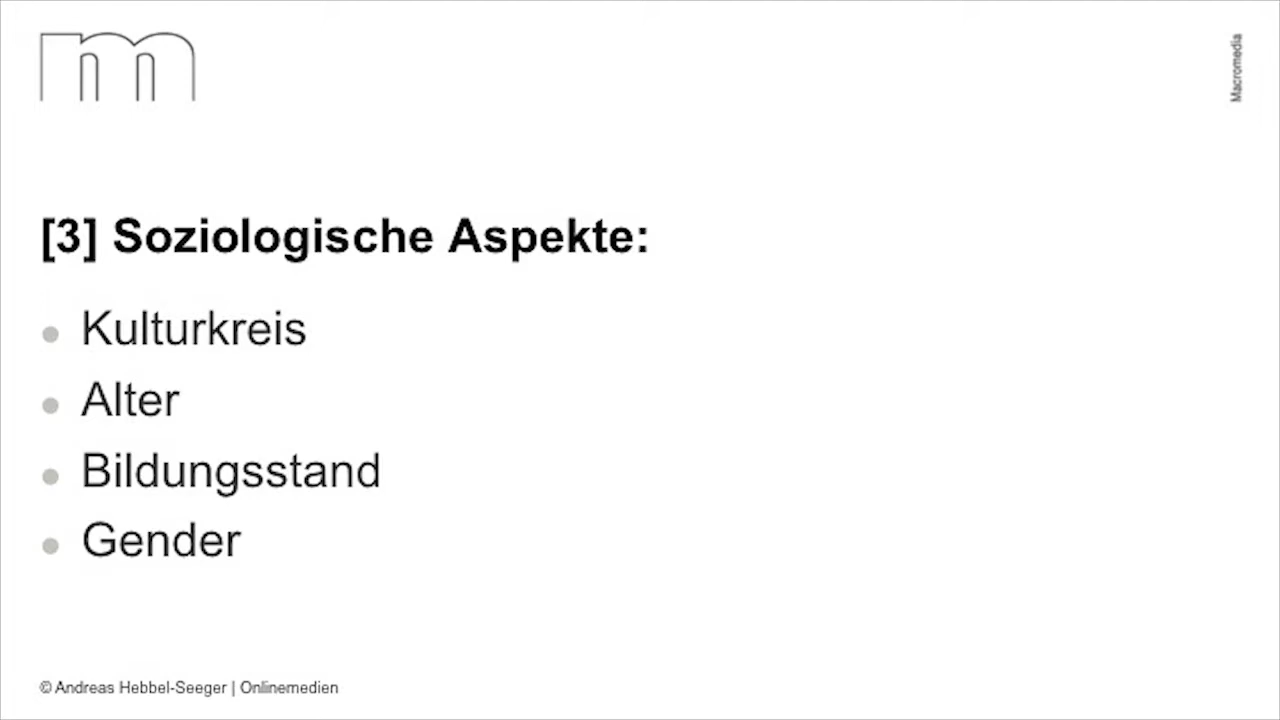 m
Macromedia
[3] Soziologische Aspekte:
Kulturkreis
Alter
Bildungsstand
Gender
© Andreas Hebbel-Seeger | Onlinemedien